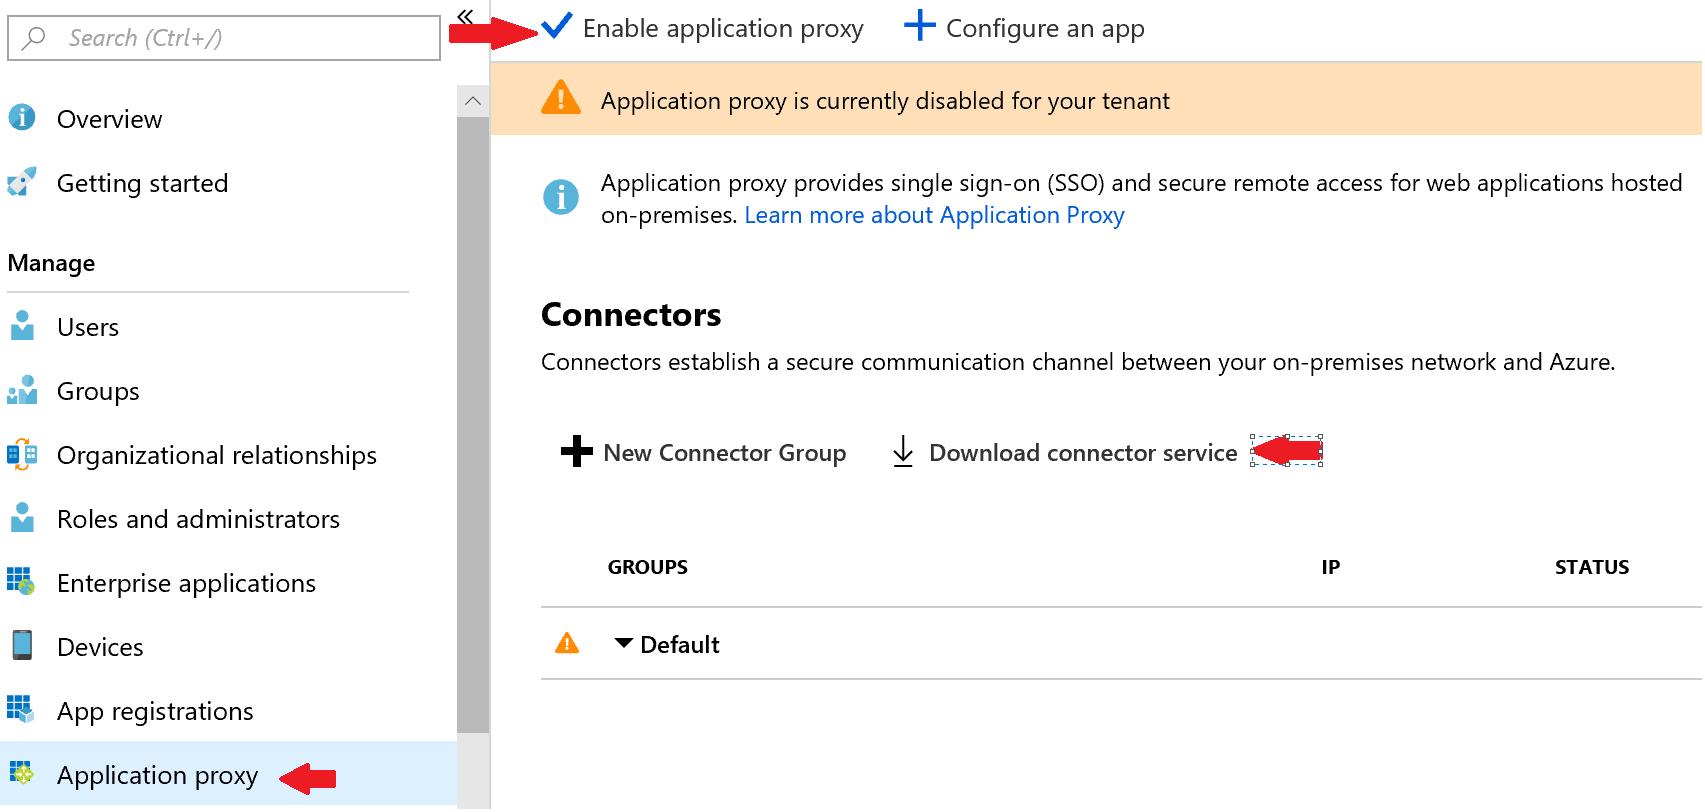 Search (Ctrl+/)
Overview
Getting started
Manage
Users
Groups
Organizational relationships
Roles and administrators
Enterprise applications
Devices
App registrations
Application proxy
Enable application proxy
Configure an app
Application proxy is currently disabled for your tenant
Application proxy provides single sign-on (SSO) and secure remote access for web applications hosted
on-premises. Learn more about Application Proxy
Connectors
Connectors establish a secure communication channel between your on-premises network and Azure.
New Connector Group
Download connector service
GROUPS IP STATUS
Default